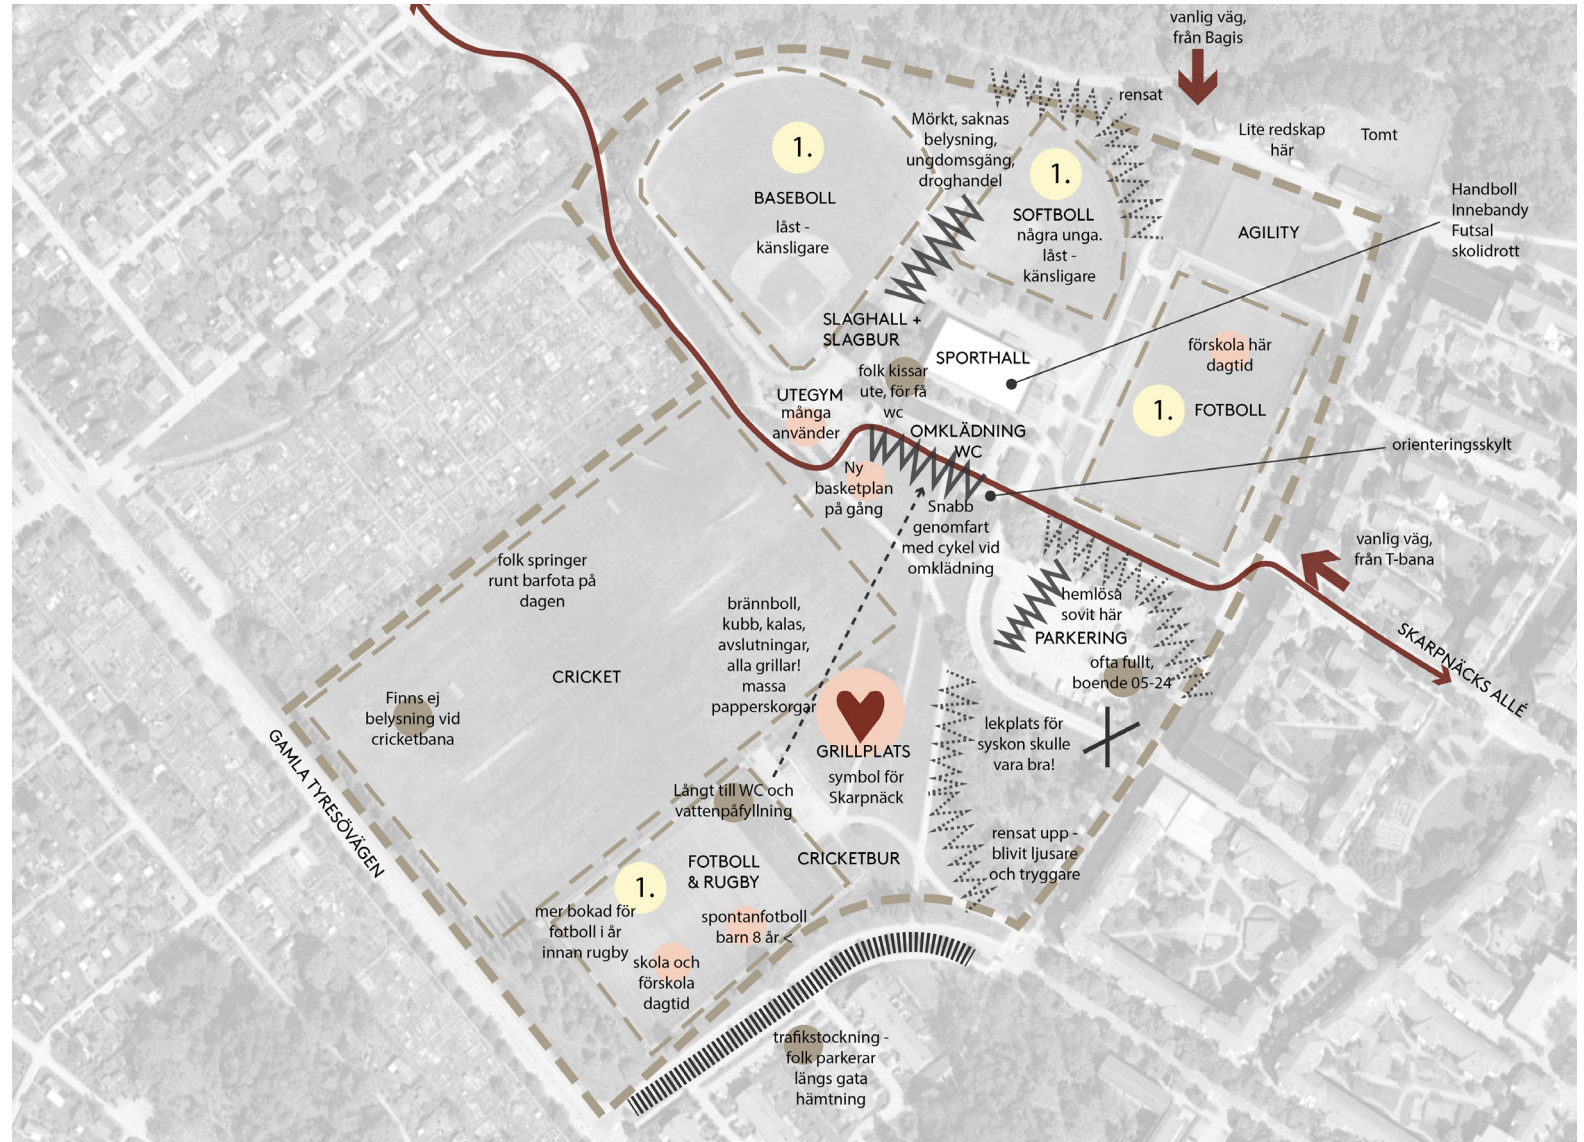 vanlig väg,
från Bagis
rensat
Lite redskap
här
Tomt
Mörkt, saknas
belysning,
ungdomsgäng,
droghandel
1.
BASEBOLL
låst -
känsligare
1.
SOFTBOLL
några unga.
låst -
känsligare
AGILITY
Handboll
Innebandy
Futsal
skolidrott
SLAGHALL +
SLAGBUR
SPORTHALL
folk kissar
ute, för få
wc
förskola här
dagtid
1.
FOTBOLL
UTEGYM
många
använder
OMKLÄDNING
WC
orienteringsskylt
Ny
basketplan
på gång
Snabb
genomfart
med cykel vid
omklädning
vanlig väg,
från T-bana
folk springer
runt barfota på
dagen
brännboll,
kubb, kalas,
avslutningar,
alla grillar!
massa
papperskorgar
hemlösa
sovit här
PARKERING
ofta fullt,
boende 05-24
SKARPNÄCKS ALLÉ
CRICKET
Finns ej
belysning vid
cricketbana
GRILLPLATS
symbol för
Skarpnäck
lekplats för
syskon skulle
vara bra!
GAMLA TYRESÖVÄGEN
Långt till WC och
vattenpåfyllning
rensat upp -
blivit ljusare
och tryggare
CRICKETBUR
FOTBOLL
& RUGBY
1.
mer bokad för
fotboll i år
innan rugby
spontanfotboll
barn 8 år <
skola och
förskola
dagtid
trafikstockning -
folk parkerar
längs gata
hämtning